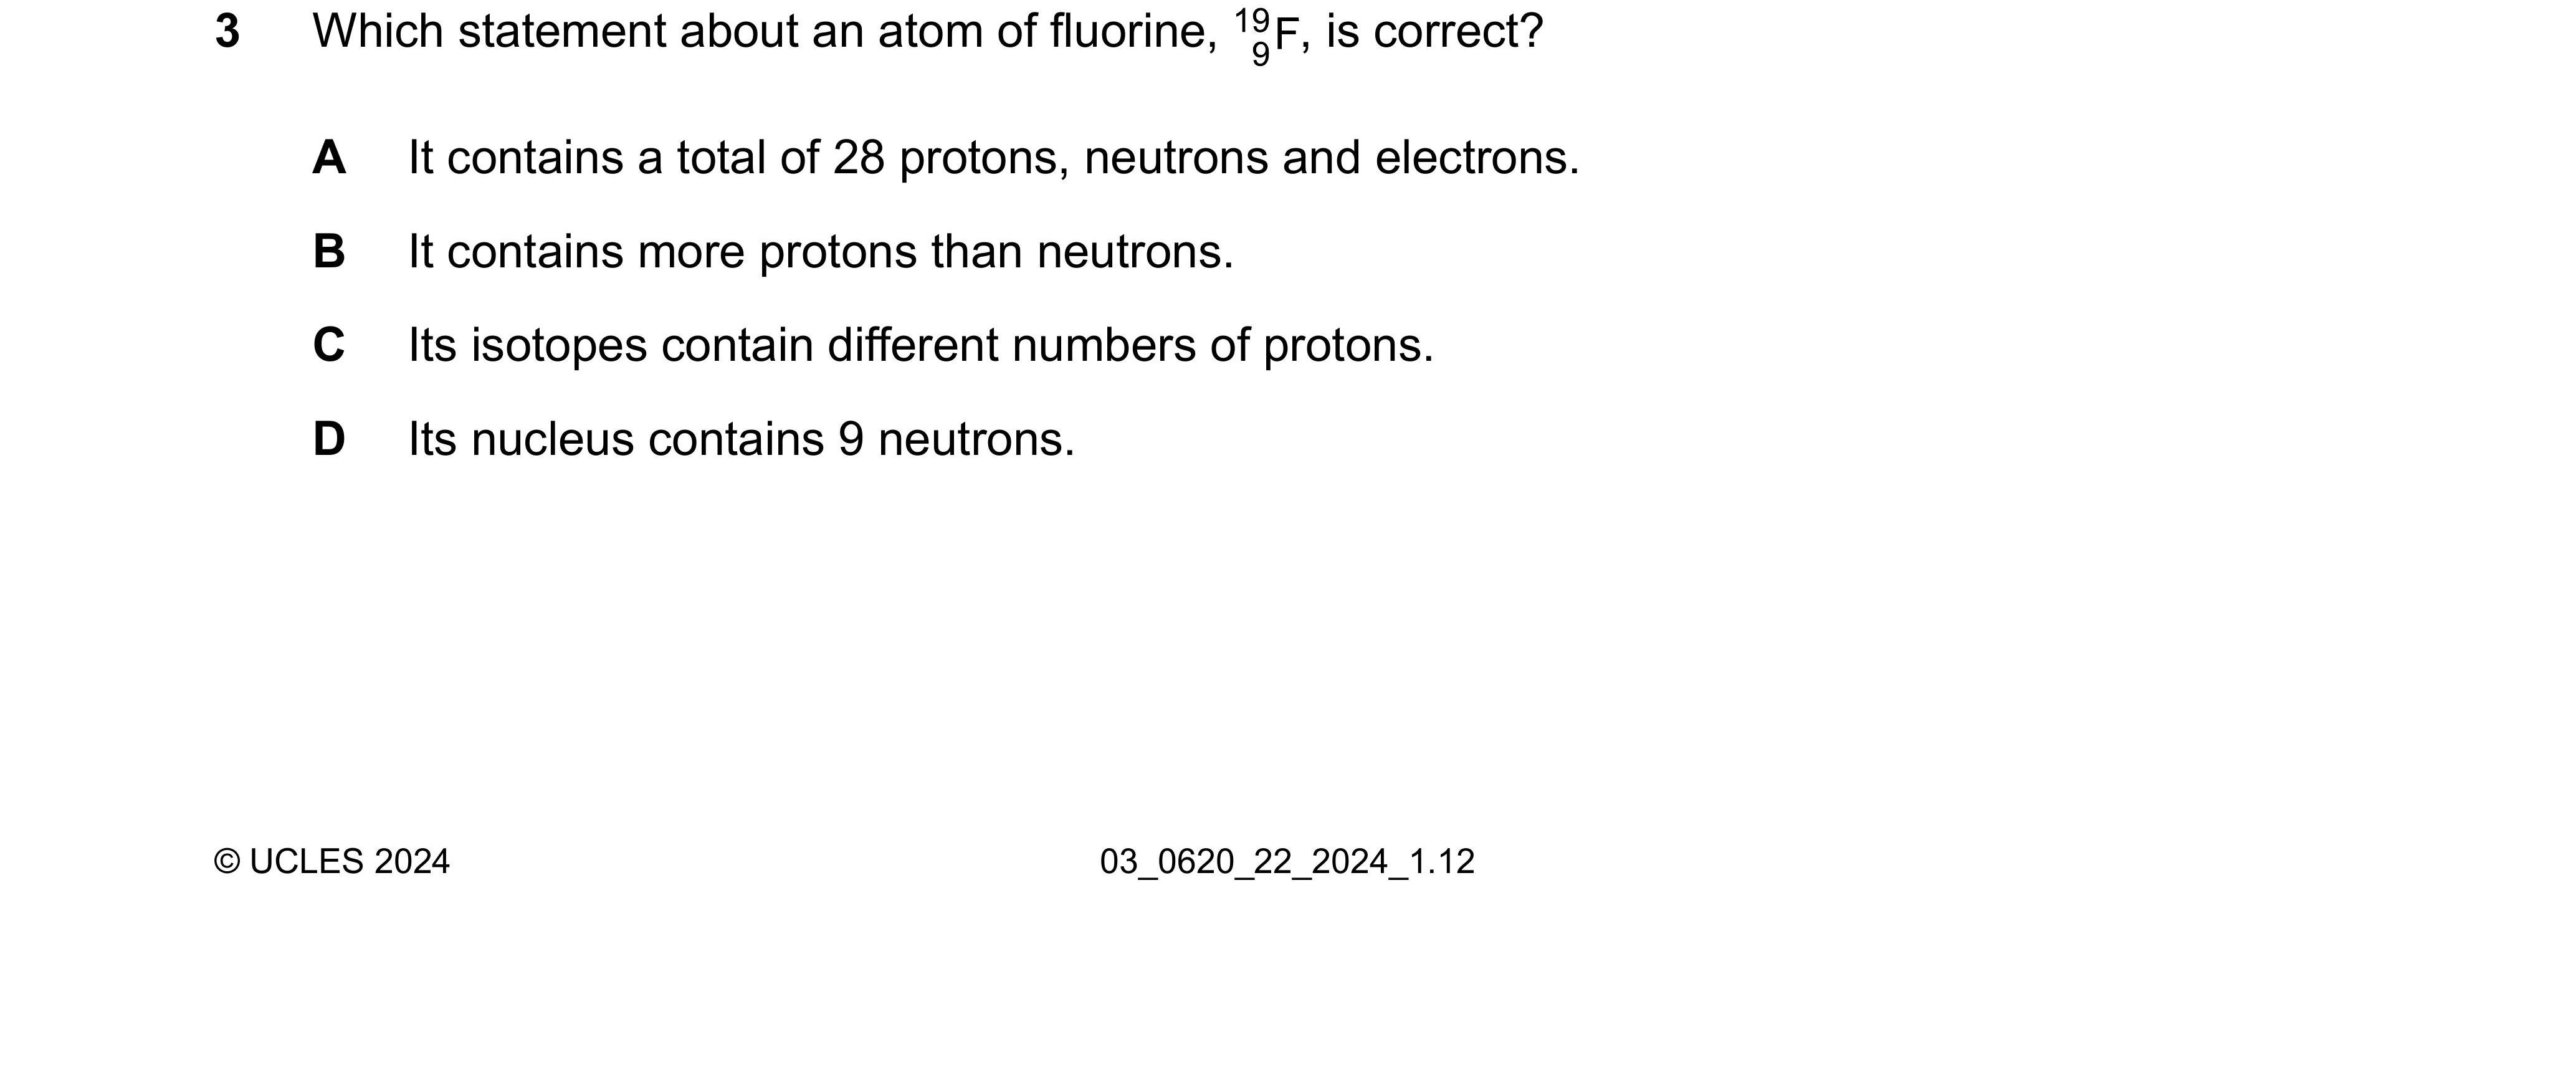 3 Which statement about an atom of fluorine, ¹⁹₉F, is correct?
A It contains a total of 28 protons, neutrons and electrons.
B It contains more protons than neutrons.
C Its isotopes contain different numbers of protons.
D Its nucleus contains 9 neutrons.
© UCLES 2024 03_0620_22_2024_1.12